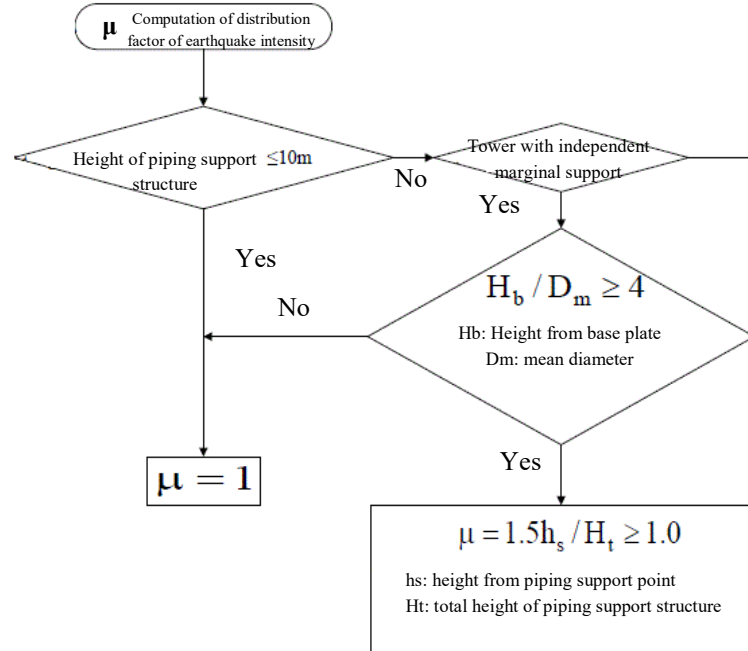 μ Computation of distribution
factor of earthquake intensity
Height of piping support ≤10m
structure
No
Tower with independent
marginal support
Yes
Yes
H_b / D_m ≥ 4
Hb: Height from base plate
Dm: mean diameter
No
Yes
μ = 1
μ = 1.5h_s / H_t ≥ 1.0
hs: height from piping support point
Ht: total height of piping support structure